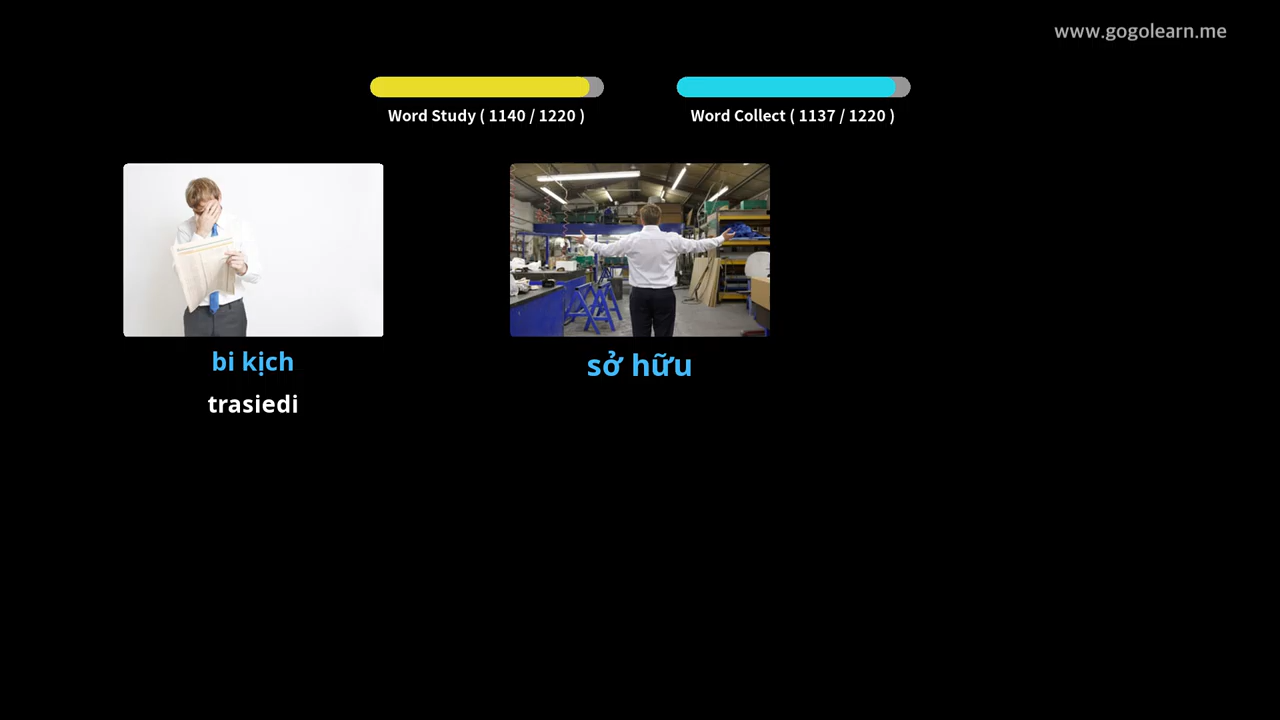 www.gogolearn.me
Word Study ( 1140 / 1220 )
Word Collect ( 1137 / 1220 )
bi kịch
sở hữu
trasiedi